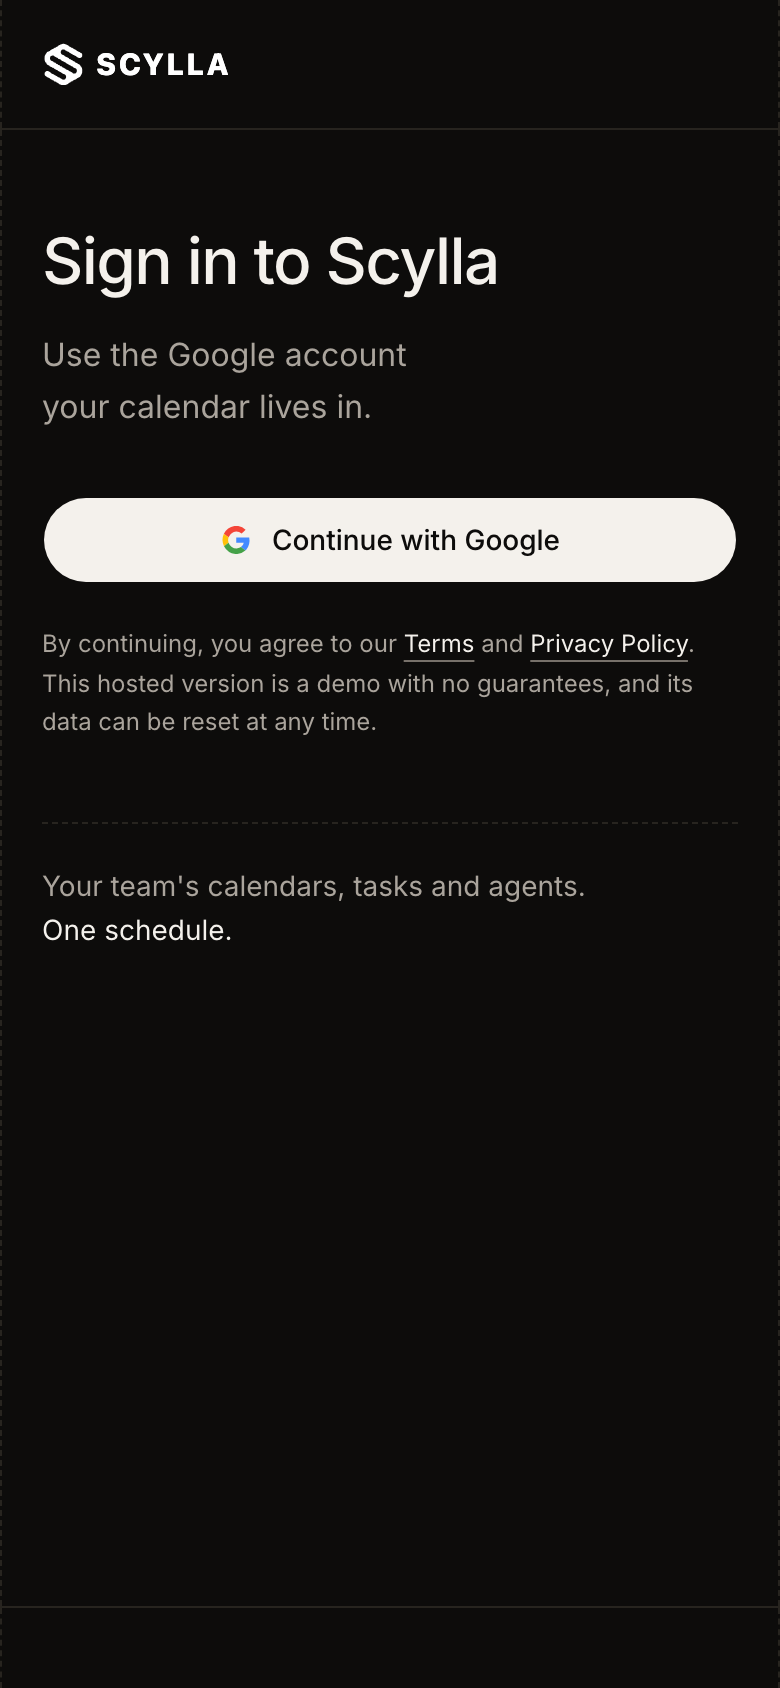 SCYLLA
Sign in to Scylla
Use the Google account
your calendar lives in.
Continue with Google
By continuing, you agree to our Terms and Privacy Policy.
This hosted version is a demo with no guarantees, and its
data can be reset at any time.
Your team's calendars, tasks and agents.
One schedule.